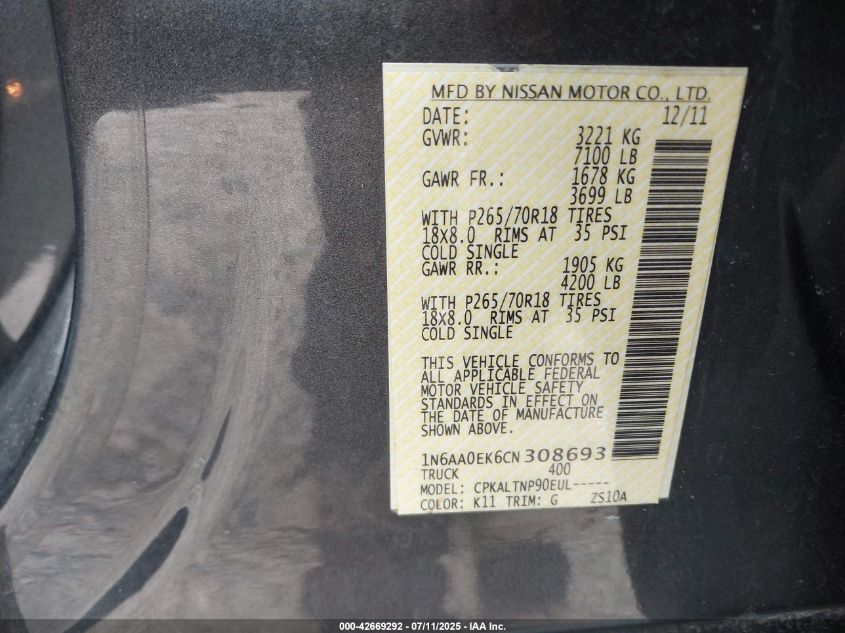 MFD BY NISSAN MOTOR CO., LTD.
DATE: 12/11
GVWR: 3221 KG
7100 LB
GAWR FR.: 1678 KG
3699 LB
WITH P265/70R18 TIRES
18X8.0 RIMS AT 35 PSI
COLD SINGLE
GAWR RR.: 1905 KG
4200 LB
WITH P265/70R18 TIRES
18X8.0 RIMS AT 35 PSI
COLD SINGLE
THIS VEHICLE CONFORMS TO
ALL APPLICABLE FEDERAL
MOTOR VEHICLE SAFETY
STANDARDS IN EFFECT ON
THE DATE OF MANUFACTURE
SHOWN ABOVE.
1N6AA0EK6CN308693
TRUCK 400
MODEL: CPKALTNP90EUL-----
COLOR: K11 TRIM: G ZS10A
000-42669292 - 07/11/2025 - IAA Inc.